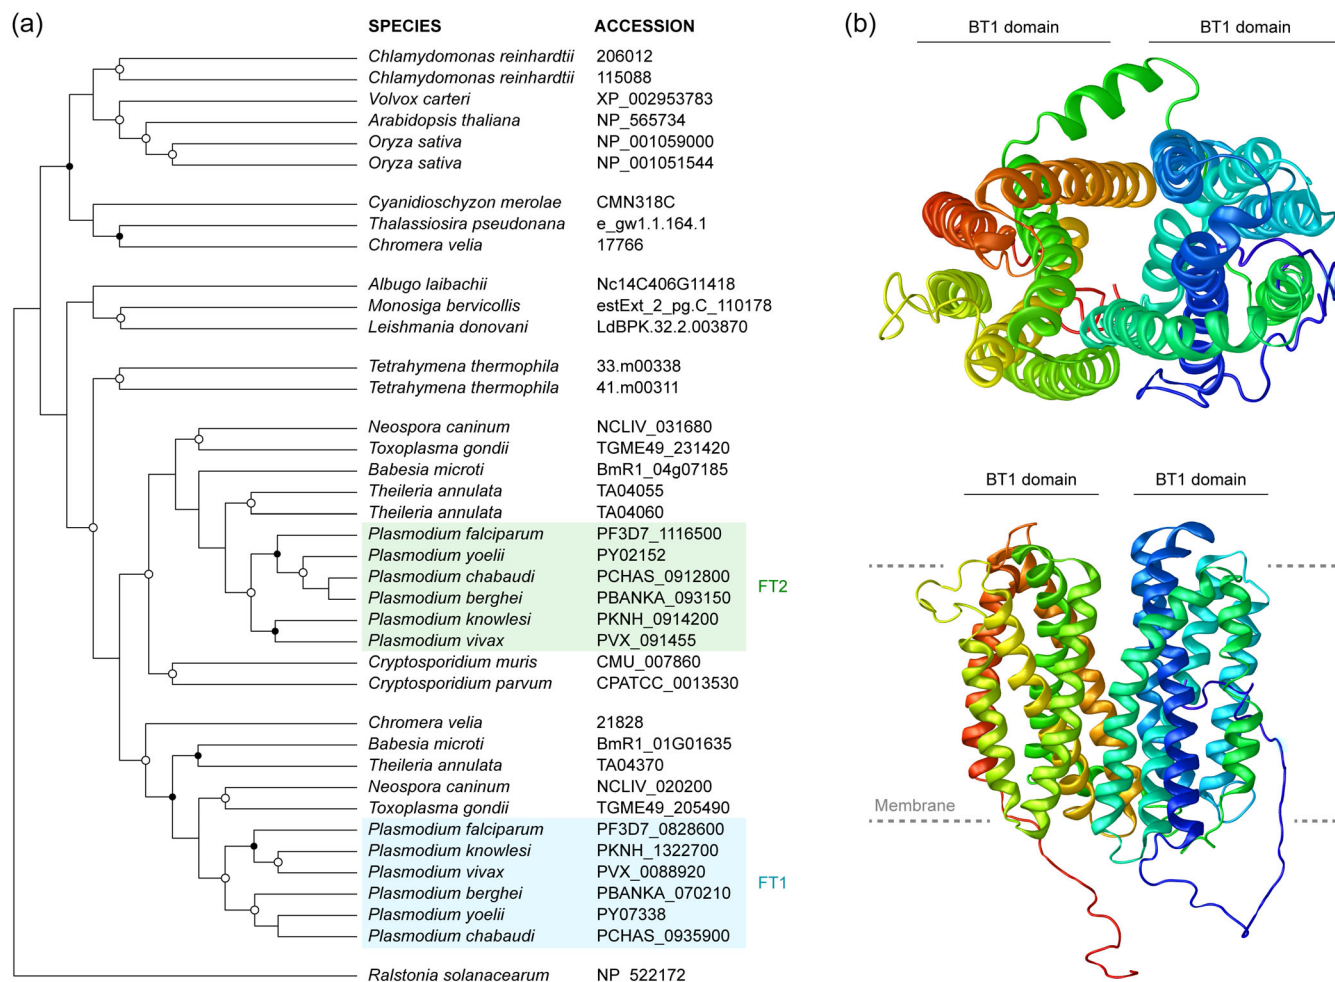 (a)
SPECIES ACCESSION
Chlamydomonas reinhardtii 206012
Chlamydomonas reinhardtii 115088
Volvox carteri XP_002953783
Arabidopsis thaliana NP_565734
Oryza sativa NP_001059000
Oryza sativa NP_001051544
Cyanidioschyzon merolae CMN318C
Thalassiosira pseudonana e_gw1.1.164.1
Chromera velia 17766
Albugo laibachii Nc14C406G11418
Monosiga bervicollis estExt_2_pg.C_110178
Leishmania donovani LdBPK.32.2.003870
Tetrahymena thermophila 33.m00338
Tetrahymena thermophila 41.m00311
Neospora caninum NCLIV_031680
Toxoplasma gondii TGME49_231420
Babesia microti BmR1_04g07185
Theileria annulata TA04055
Theileria annulata TA04060
Plasmodium falciparum PF3D7_1116500
Plasmodium yoelii PY02152
Plasmodium chabaudi PCHAS_0912800
FT2
Plasmodium berghei PBANKA_093150
Plasmodium knowlesi PKNH_0914200
Plasmodium vivax PVX_091455
Cryptosporidium muris CMU_007860
Cryptosporidium parvum CPATCC_0013530
Chromera velia 21828
Babesia microti BmR1_01G01635
Theileria annulata TA04370
Neospora caninum NCLIV_020200
Toxoplasma gondii TGME49_205490
Plasmodium falciparum PF3D7_0828600
Plasmodium knowlesi PKNH_1322700
Plasmodium vivax PVX_0088920
FT1
Plasmodium berghei PBANKA_070210
Plasmodium yoelii PY07338
Plasmodium chabaudi PCHAS_0935900
Ralstonia solanacearum NP_522172
(b)
BT1 domain BT1 domain
BT1 domain BT1 domain
Membrane